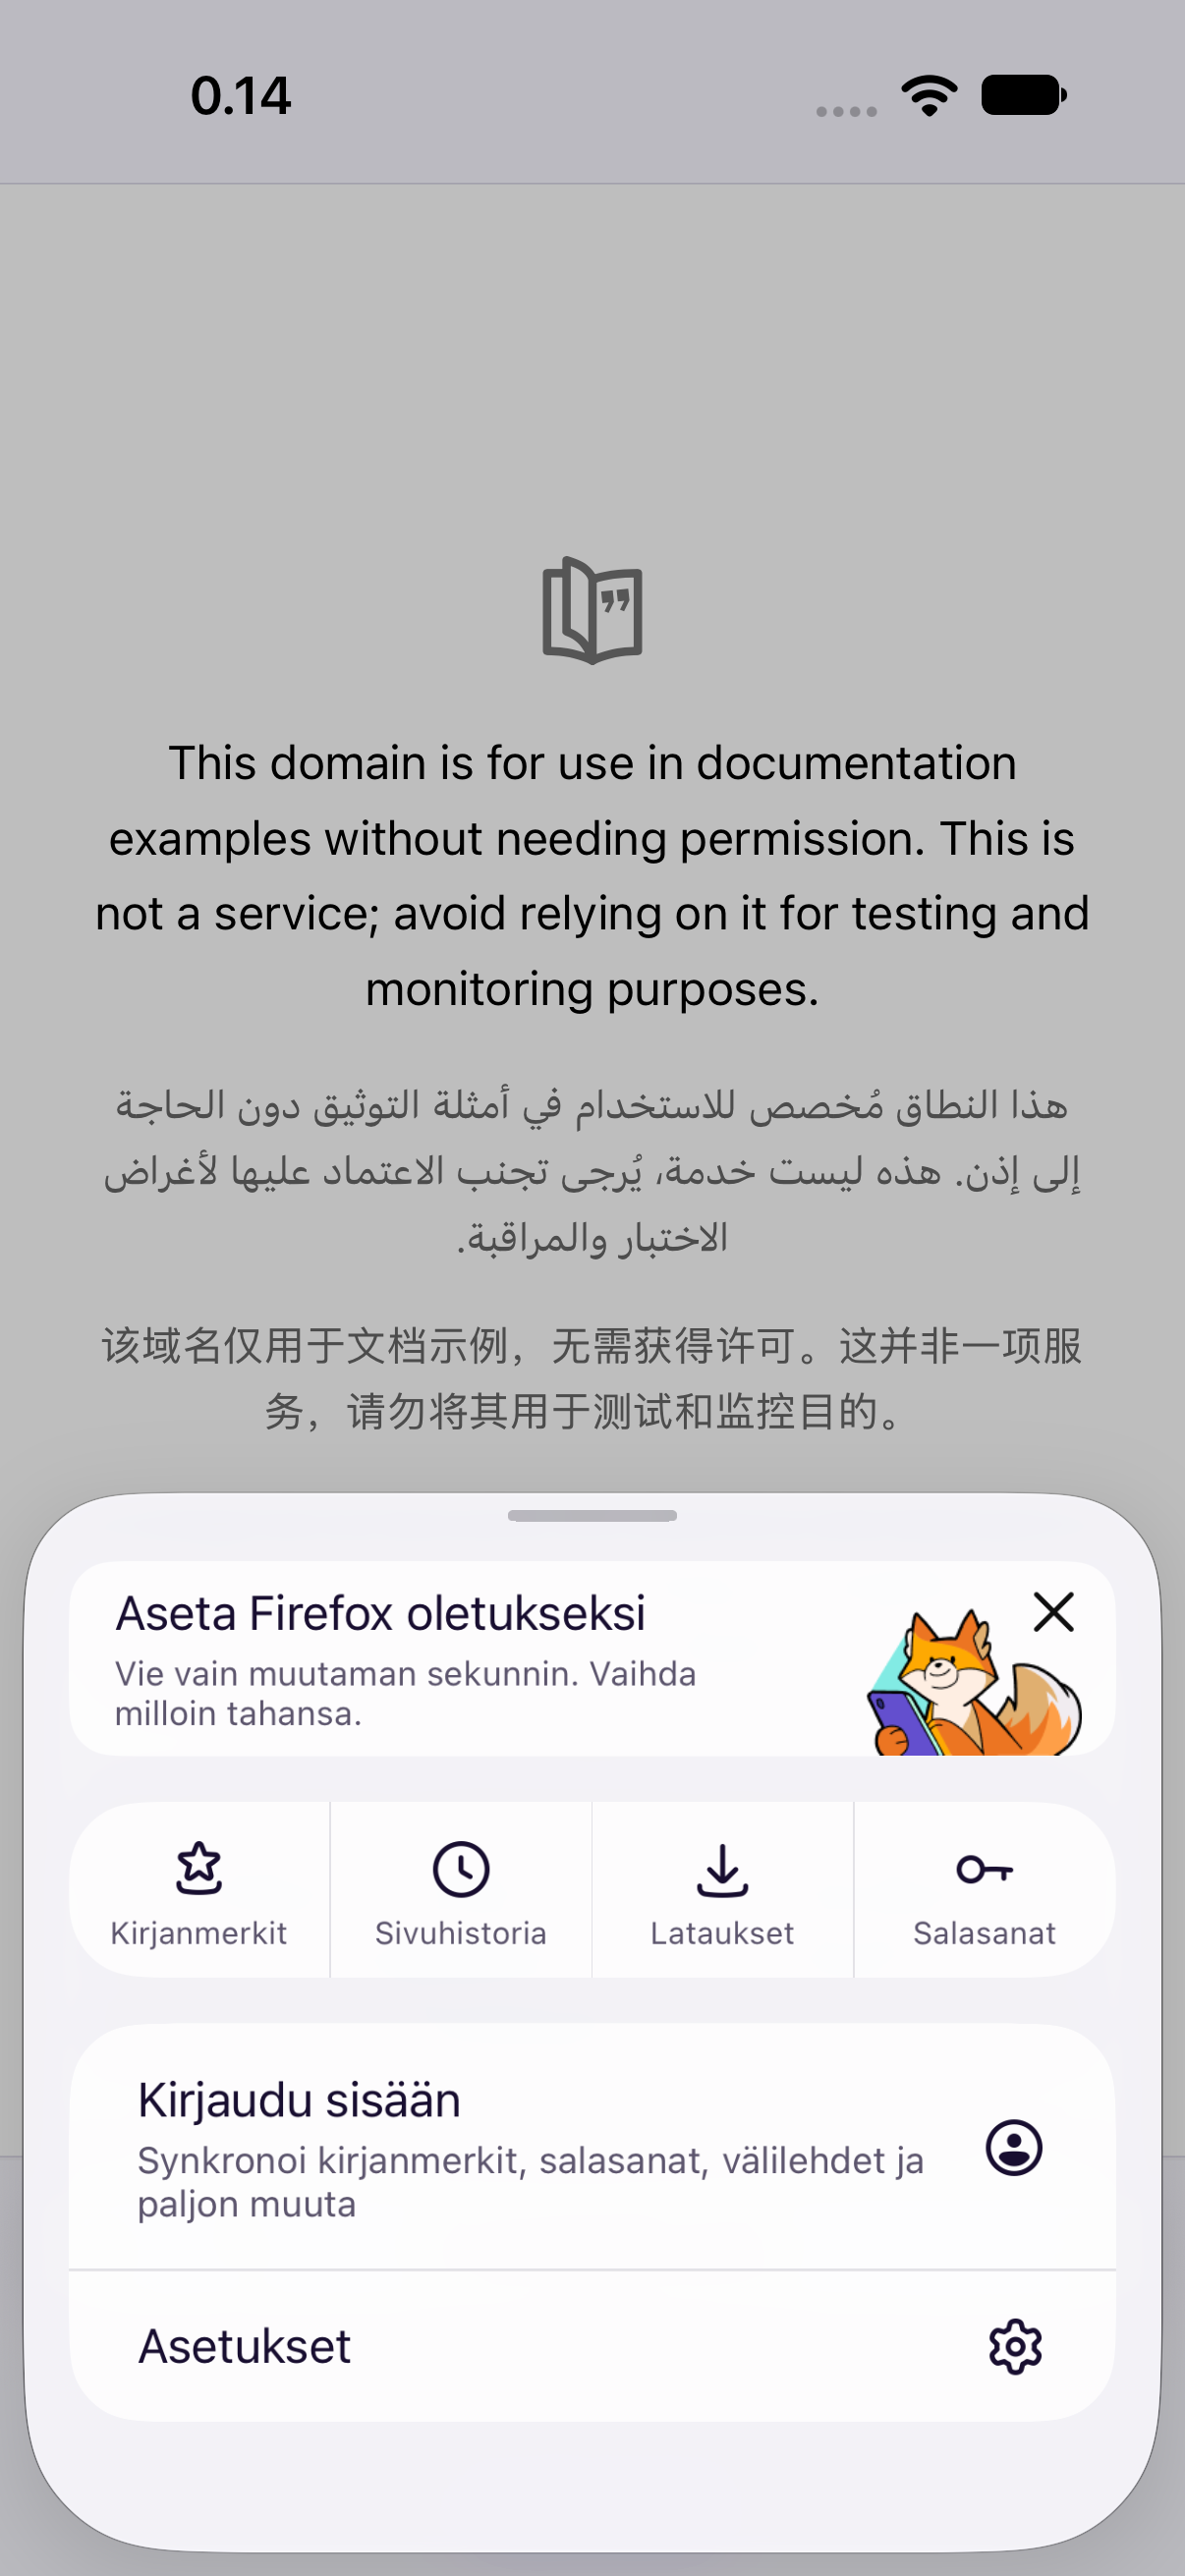 0.14
This domain is for use in documentation
examples without needing permission. This is
not a service; avoid relying on it for testing and
monitoring purposes.
هذا النطاق مُخصص للاستخدام في أمثلة التوثيق دون الحاجة
إلى إذن. هذه ليست خدمة، يُرجى تجنب الاعتماد عليها لأغراض
الاختبار والمراقبة.
该域名仅用于文档示例，无需获得许可。这并非一项服
务，请勿将其用于测试和监控目的。
Aseta Firefox oletukseksi
Vie vain muutaman sekunnin. Vaihda
milloin tahansa.
Kirjanmerkit
Sivuhistoria
Lataukset
Salasanat
Kirjaudu sisään
Synkronoi kirjanmerkit, salasanat, välilehdet ja
paljon muuta
Asetukset